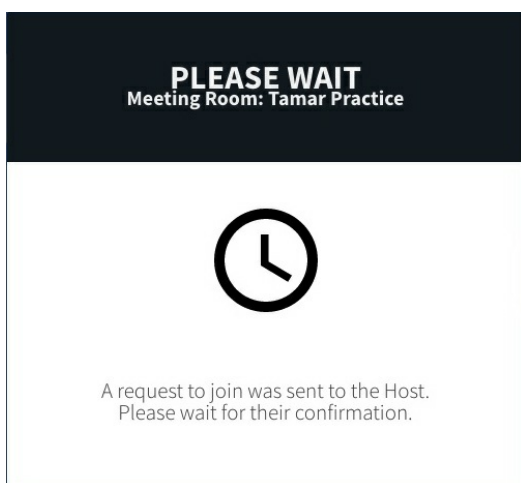 PLEASE WAIT
Meeting Room: Tamar Practice
A request to join was sent to the Host.
Please wait for their confirmation.